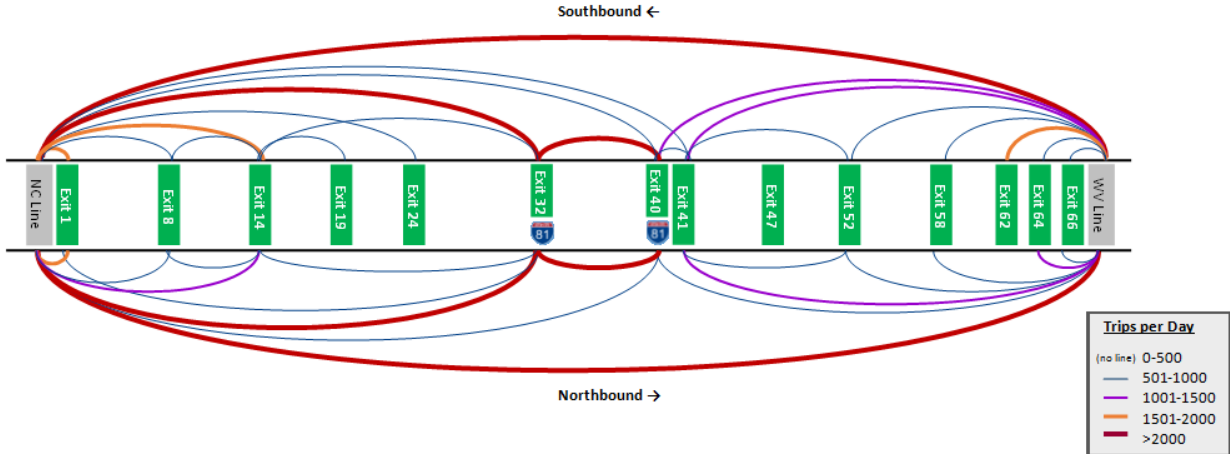 Southbound ←
NC Line
Exit 1
Exit 8
Exit 14
Exit 19
Exit 24
Exit 32
81
Exit 40
81
Exit 41
Exit 47
Exit 52
Exit 58
Exit 62
Exit 64
Exit 66
WV Line
Northbound →
Trips per Day
(no line) 0-500
501-1000
1001-1500
1501-2000
>2000